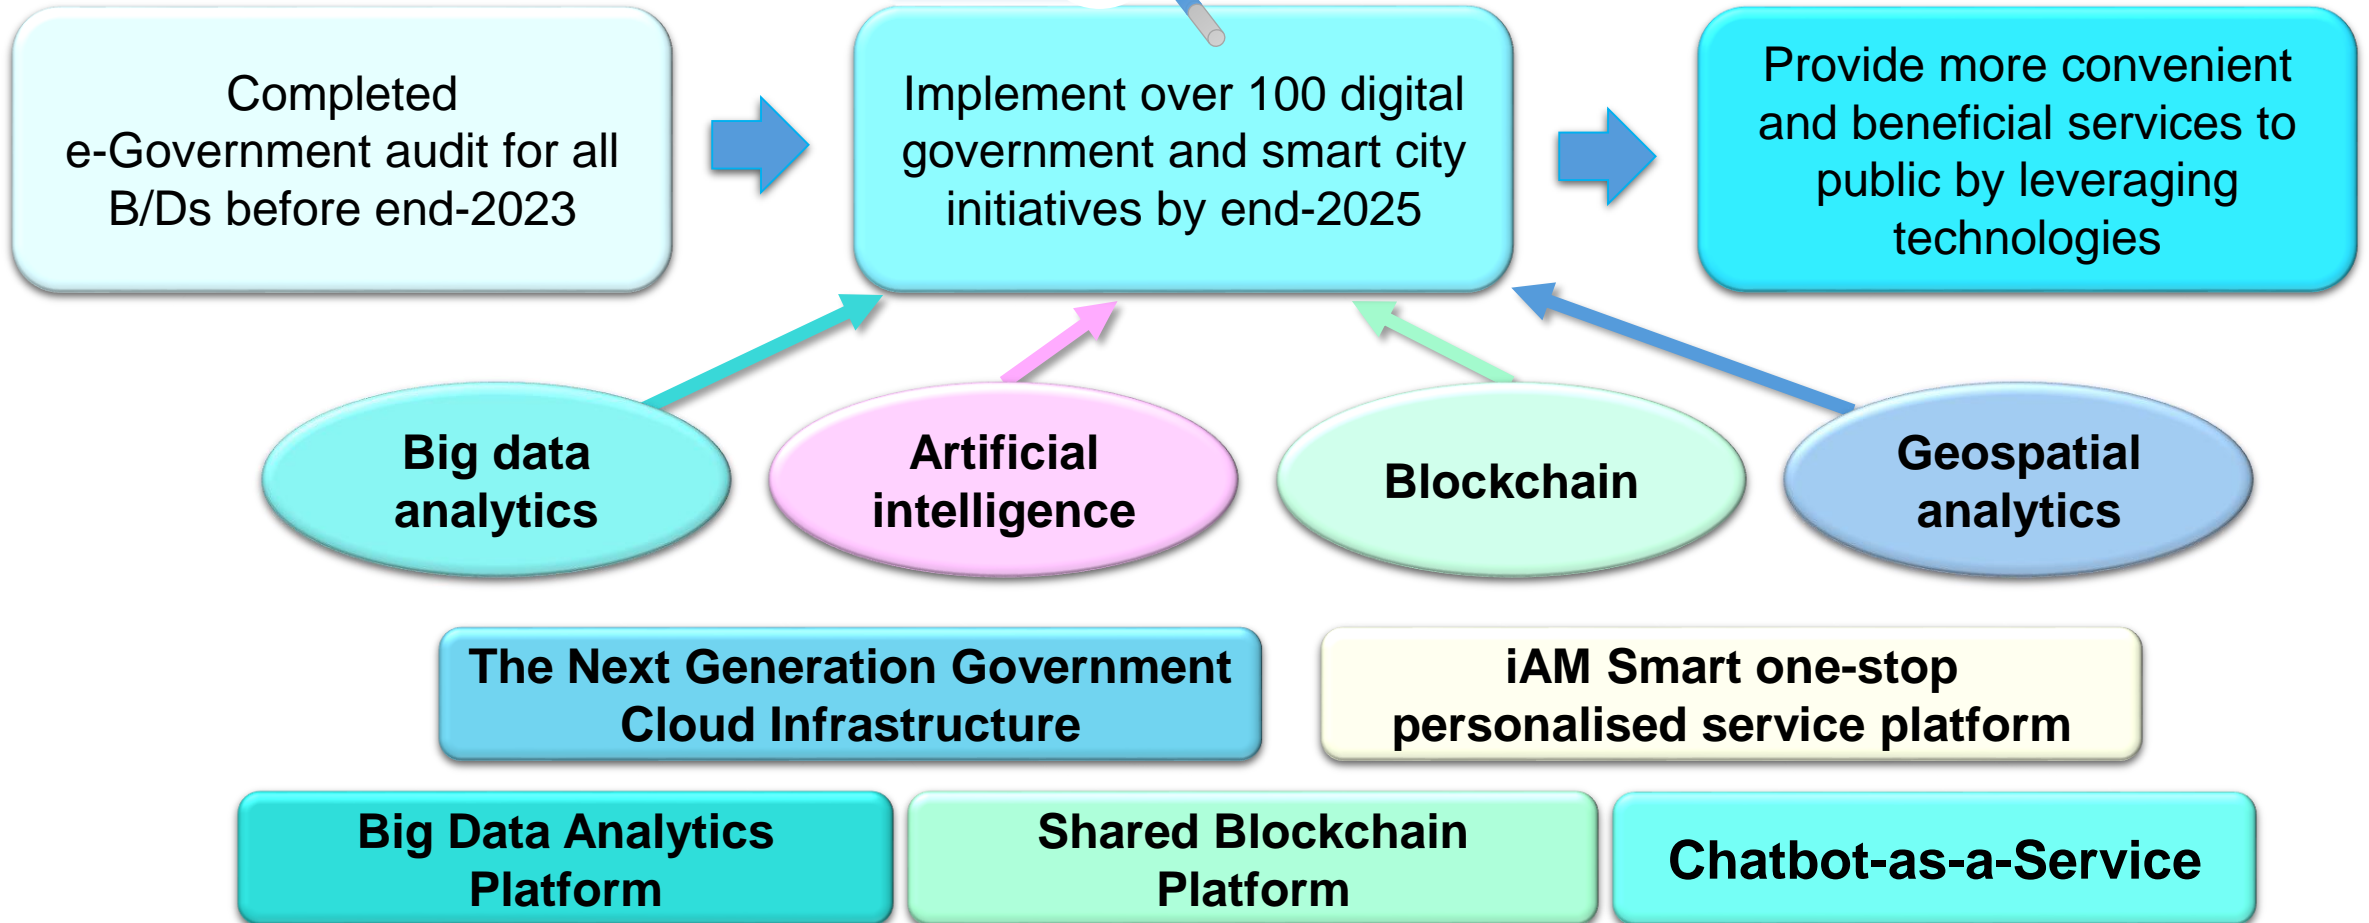 Completed
e-Government audit for all
B/Ds before end-2023
Implement over 100 digital
government and smart city
initiatives by end-2025
Provide more convenient
and beneficial services to
public by leveraging
technologies
Big data
analytics
Artificial
intelligence
Blockchain
Geospatial
analytics
The Next Generation Government
Cloud Infrastructure
iAM Smart one-stop
personalised service platform
Big Data Analytics
Platform
Shared Blockchain
Platform
Chatbot-as-a-Service